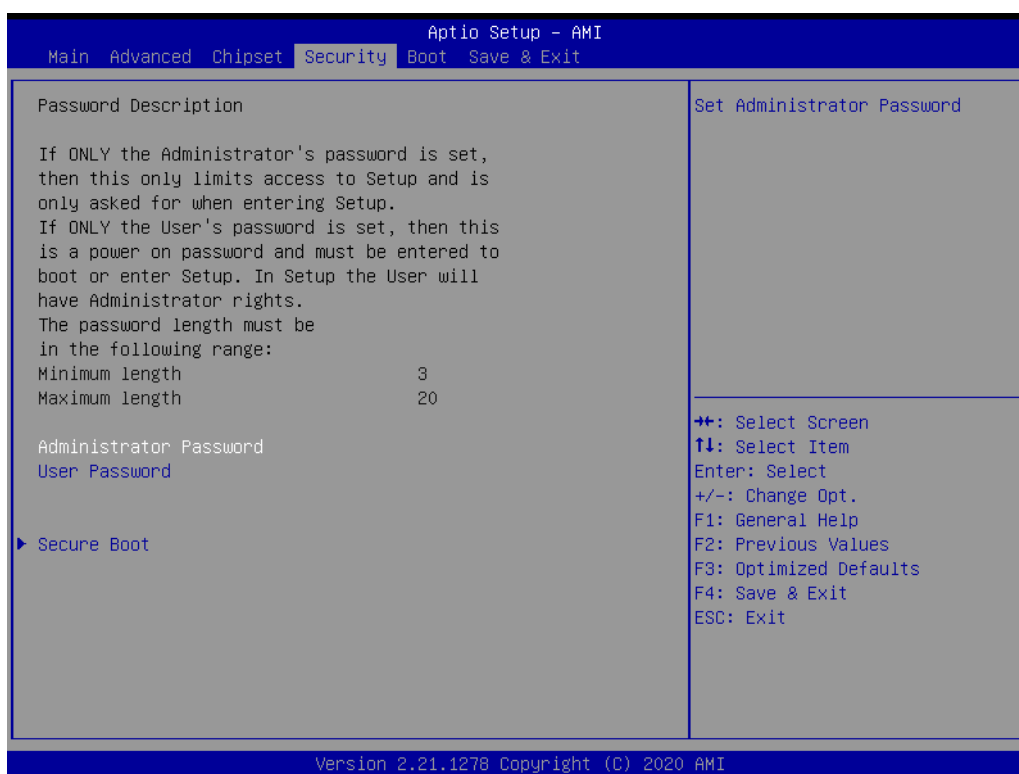 Aptio Setup – AMI
Main Advanced Chipset Security Boot Save & Exit
Password Description
If ONLY the Administrator's password is set,
then this only limits access to Setup and is
only asked for when entering Setup.
If ONLY the User's password is set, then this
is a power on password and must be entered to
boot or enter Setup. In Setup the User will
have Administrator rights.
The password length must be
in the following range:
Minimum length 3
Maximum length 20
Administrator Password
User Password
Secure Boot
Set Administrator Password
→←: Select Screen
↑↓: Select Item
Enter: Select
+/-: Change Opt.
F1: General Help
F2: Previous Values
F3: Optimized Defaults
F4: Save & Exit
ESC: Exit
Version 2.21.1278 Copyright (C) 2020 AMI